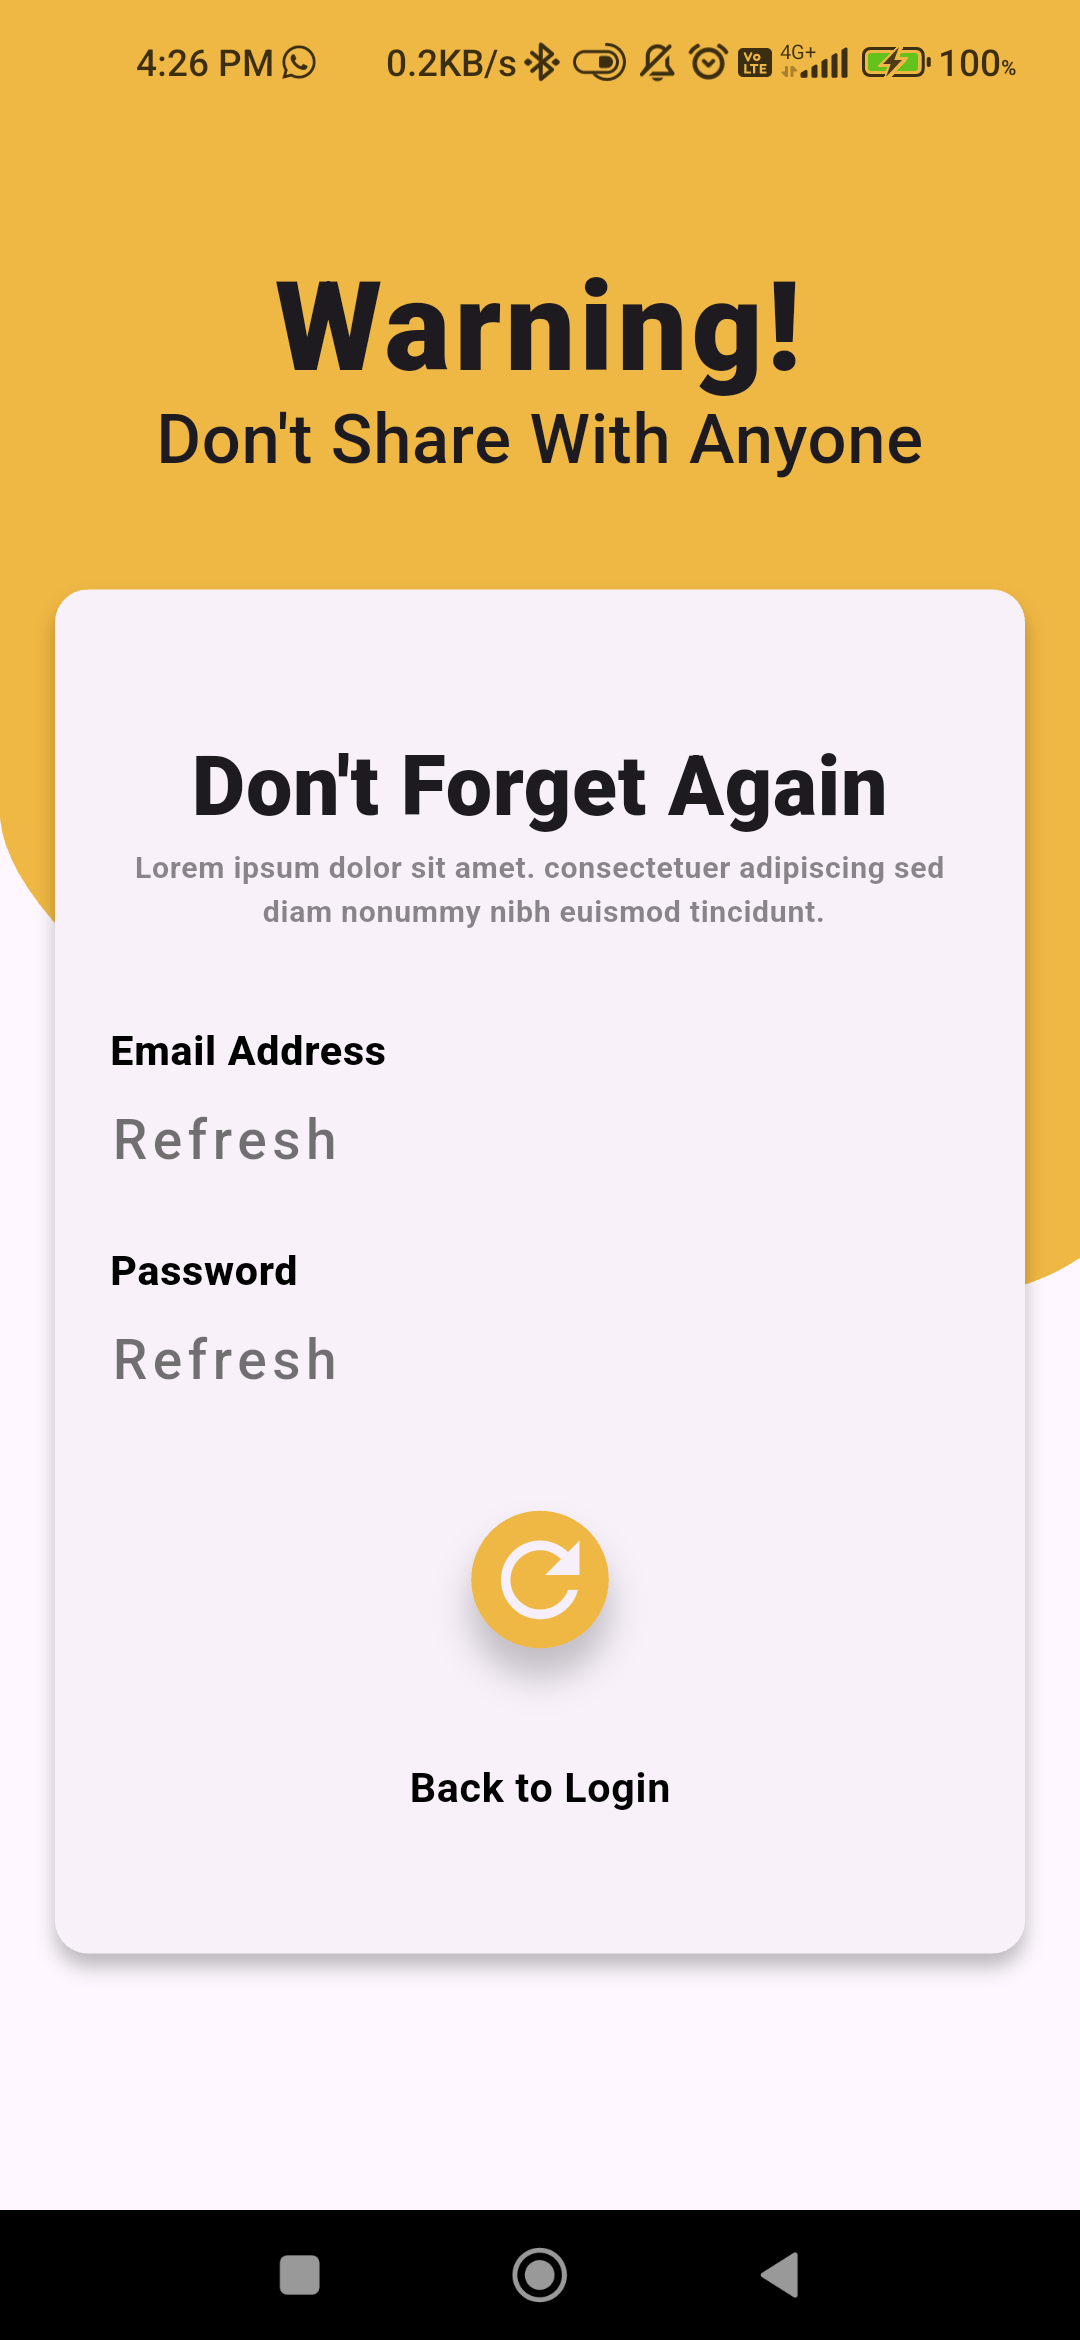 4:26 PM 0.2KB/s Vo LTE 4G+ 100%
Warning!
Don't Share With Anyone
Don't Forget Again
Lorem ipsum dolor sit amet. consectetuer adipiscing sed
diam nonummy nibh euismod tincidunt.
Email Address
Refresh
Password
Refresh
Back to Login